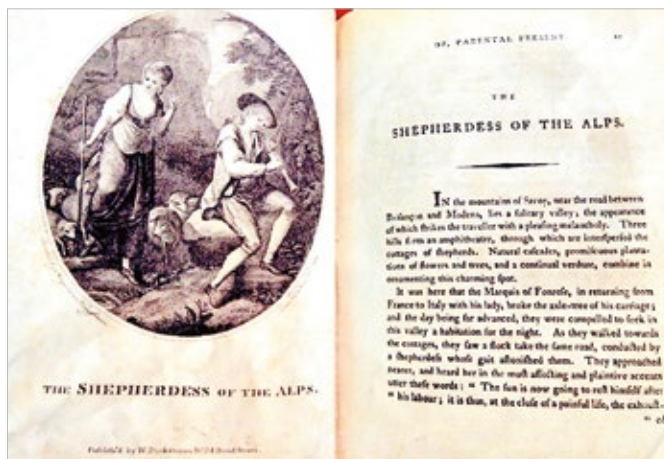 THE SHEPHERDESS OF THE ALPS.
OR, PARENTAL PRESENT.
THE
SHEPHERDESS OF THE ALPS.
IN the mountains of Savoy, near the road between
and Modena, lies a solitary valley; the appearance
of which strikes the traveller with a pleasing melancholy. Three
hills form an amphitheatre, through which are interspersed the
cottages of shepherds. Natural cascades, promiscuous planta-
tions of flowers and trees, and a continual verdure, combine in
ornamenting this charming spot.
It was here that the Marquis of Fonrose, in returning from
France to Italy with his lady, broke the axle-tree of his carriage;
and the day being far advanced, they were compelled to seek in
this valley a habitation for the night. As they walked towards
the cottages, they saw a flock take the same road, conducted by
a shepherdess whose gait astonished them. They approached
nearer, and heard her in the most affecting and plaintive accents
utter these words: " The sun is now going to rest himself after
" his labour; it is thus, at the close of a painful life, the exhaust-